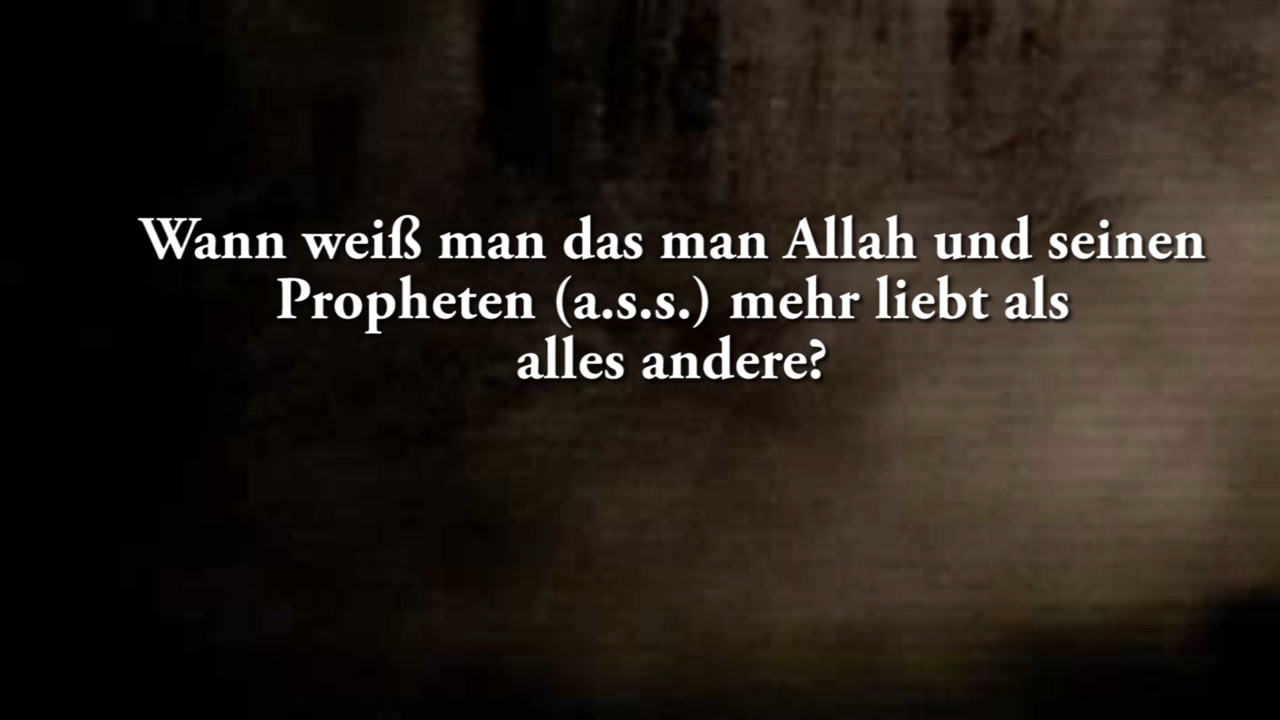 Wann weiß man das man Allah und seinen
Propheten (a.s.s.) mehr liebt als
alles andere?